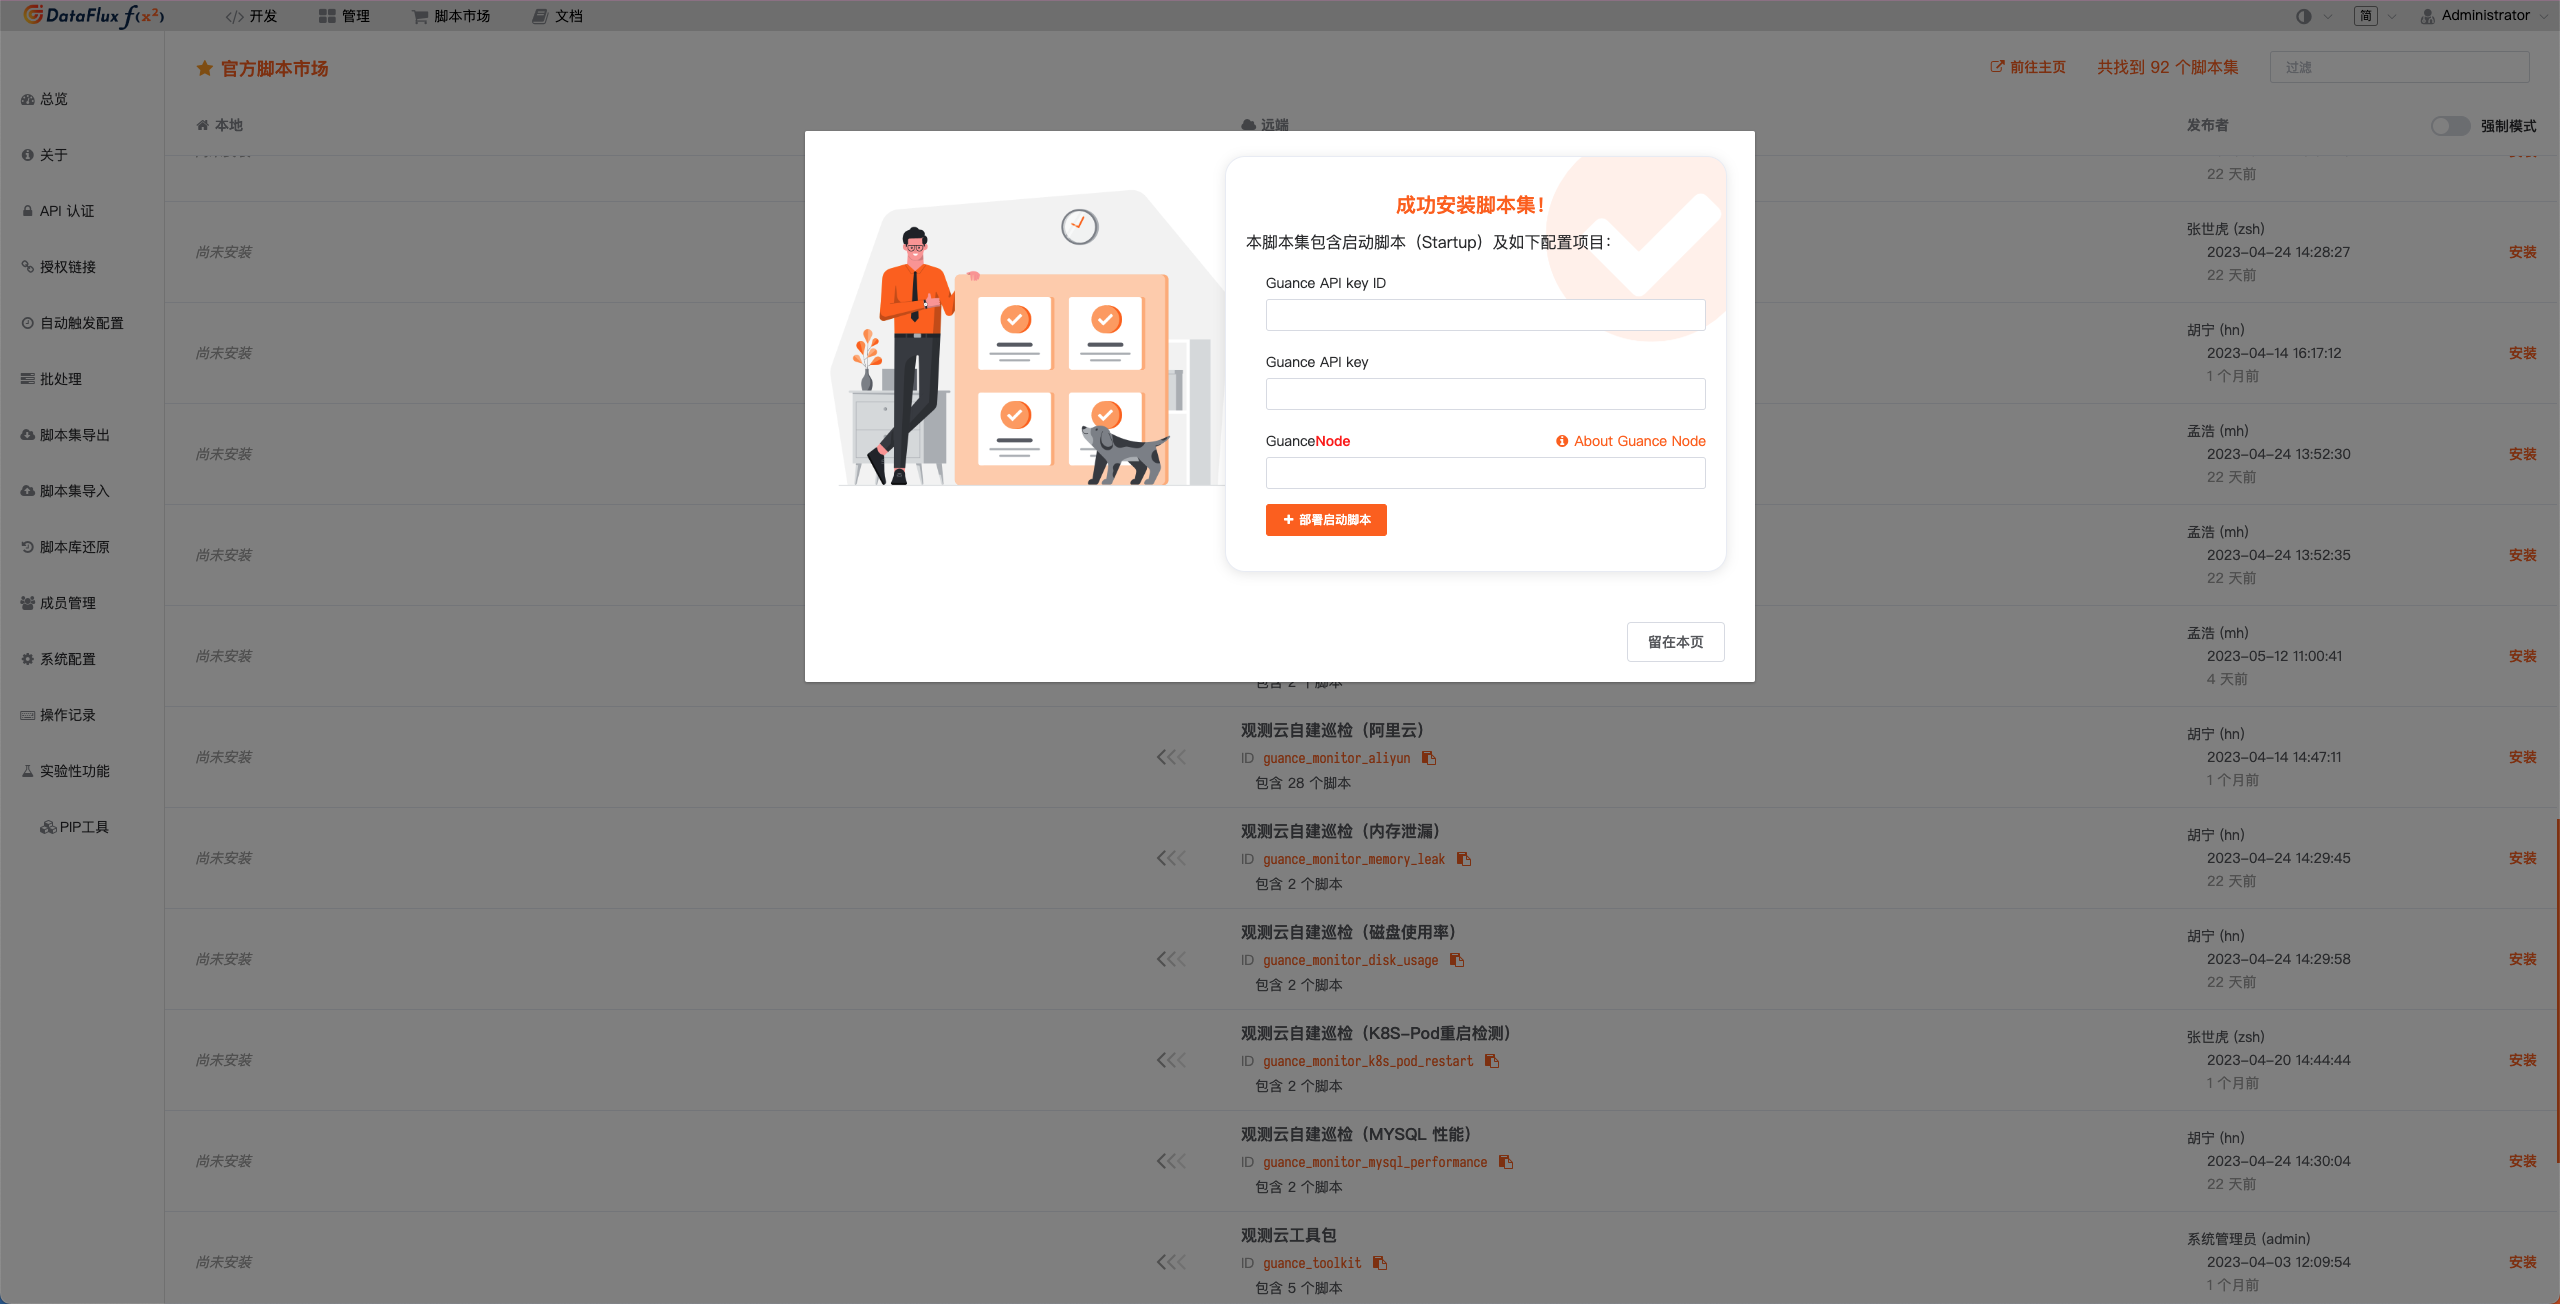 DataFlux f(x²)
开发
管理
脚本市场
文档
简
Administrator
总览
关于
API 认证
授权链接
自动触发配置
批处理
脚本集导出
脚本集导入
脚本库还原
成员管理
系统配置
操作记录
实验性功能
PIP工具
官方脚本市场
前往主页
共找到 92 个脚本集
过滤
本地
远端
发布者
强制模式
22 天前
尚未安装
张世虎 (zsh)
2023-04-24 14:28:27
22 天前
安装
尚未安装
胡宁 (hn)
2023-04-14 16:17:12
1 个月前
安装
尚未安装
孟浩 (mh)
2023-04-24 13:52:30
22 天前
安装
尚未安装
孟浩 (mh)
2023-04-24 13:52:35
22 天前
安装
尚未安装
包含 2 个脚本
孟浩 (mh)
2023-05-12 11:00:41
4 天前
安装
成功安装脚本集！
本脚本集包含启动脚本（Startup）及如下配置项目：
Guance API key ID
Guance API key
GuanceNode
About Guance Node
部署启动脚本
留在本页
尚未安装
观测云自建巡检（阿里云）
ID guance_monitor_aliyun
包含 28 个脚本
胡宁 (hn)
2023-04-14 14:47:11
1 个月前
安装
尚未安装
观测云自建巡检（内存泄漏）
ID guance_monitor_memory_leak
包含 2 个脚本
胡宁 (hn)
2023-04-24 14:29:45
22 天前
安装
尚未安装
观测云自建巡检（磁盘使用率）
ID guance_monitor_disk_usage
包含 2 个脚本
胡宁 (hn)
2023-04-24 14:29:58
22 天前
安装
尚未安装
观测云自建巡检（K8S-Pod重启检测）
ID guance_monitor_k8s_pod_restart
包含 2 个脚本
张世虎 (zsh)
2023-04-20 14:44:44
1 个月前
安装
尚未安装
观测云自建巡检（MYSQL 性能）
ID guance_monitor_mysql_performance
包含 2 个脚本
胡宁 (hn)
2023-04-24 14:30:04
22 天前
安装
尚未安装
观测云工具包
ID guance_toolkit
包含 5 个脚本
系统管理员 (admin)
2023-04-03 12:09:54
1 个月前
安装